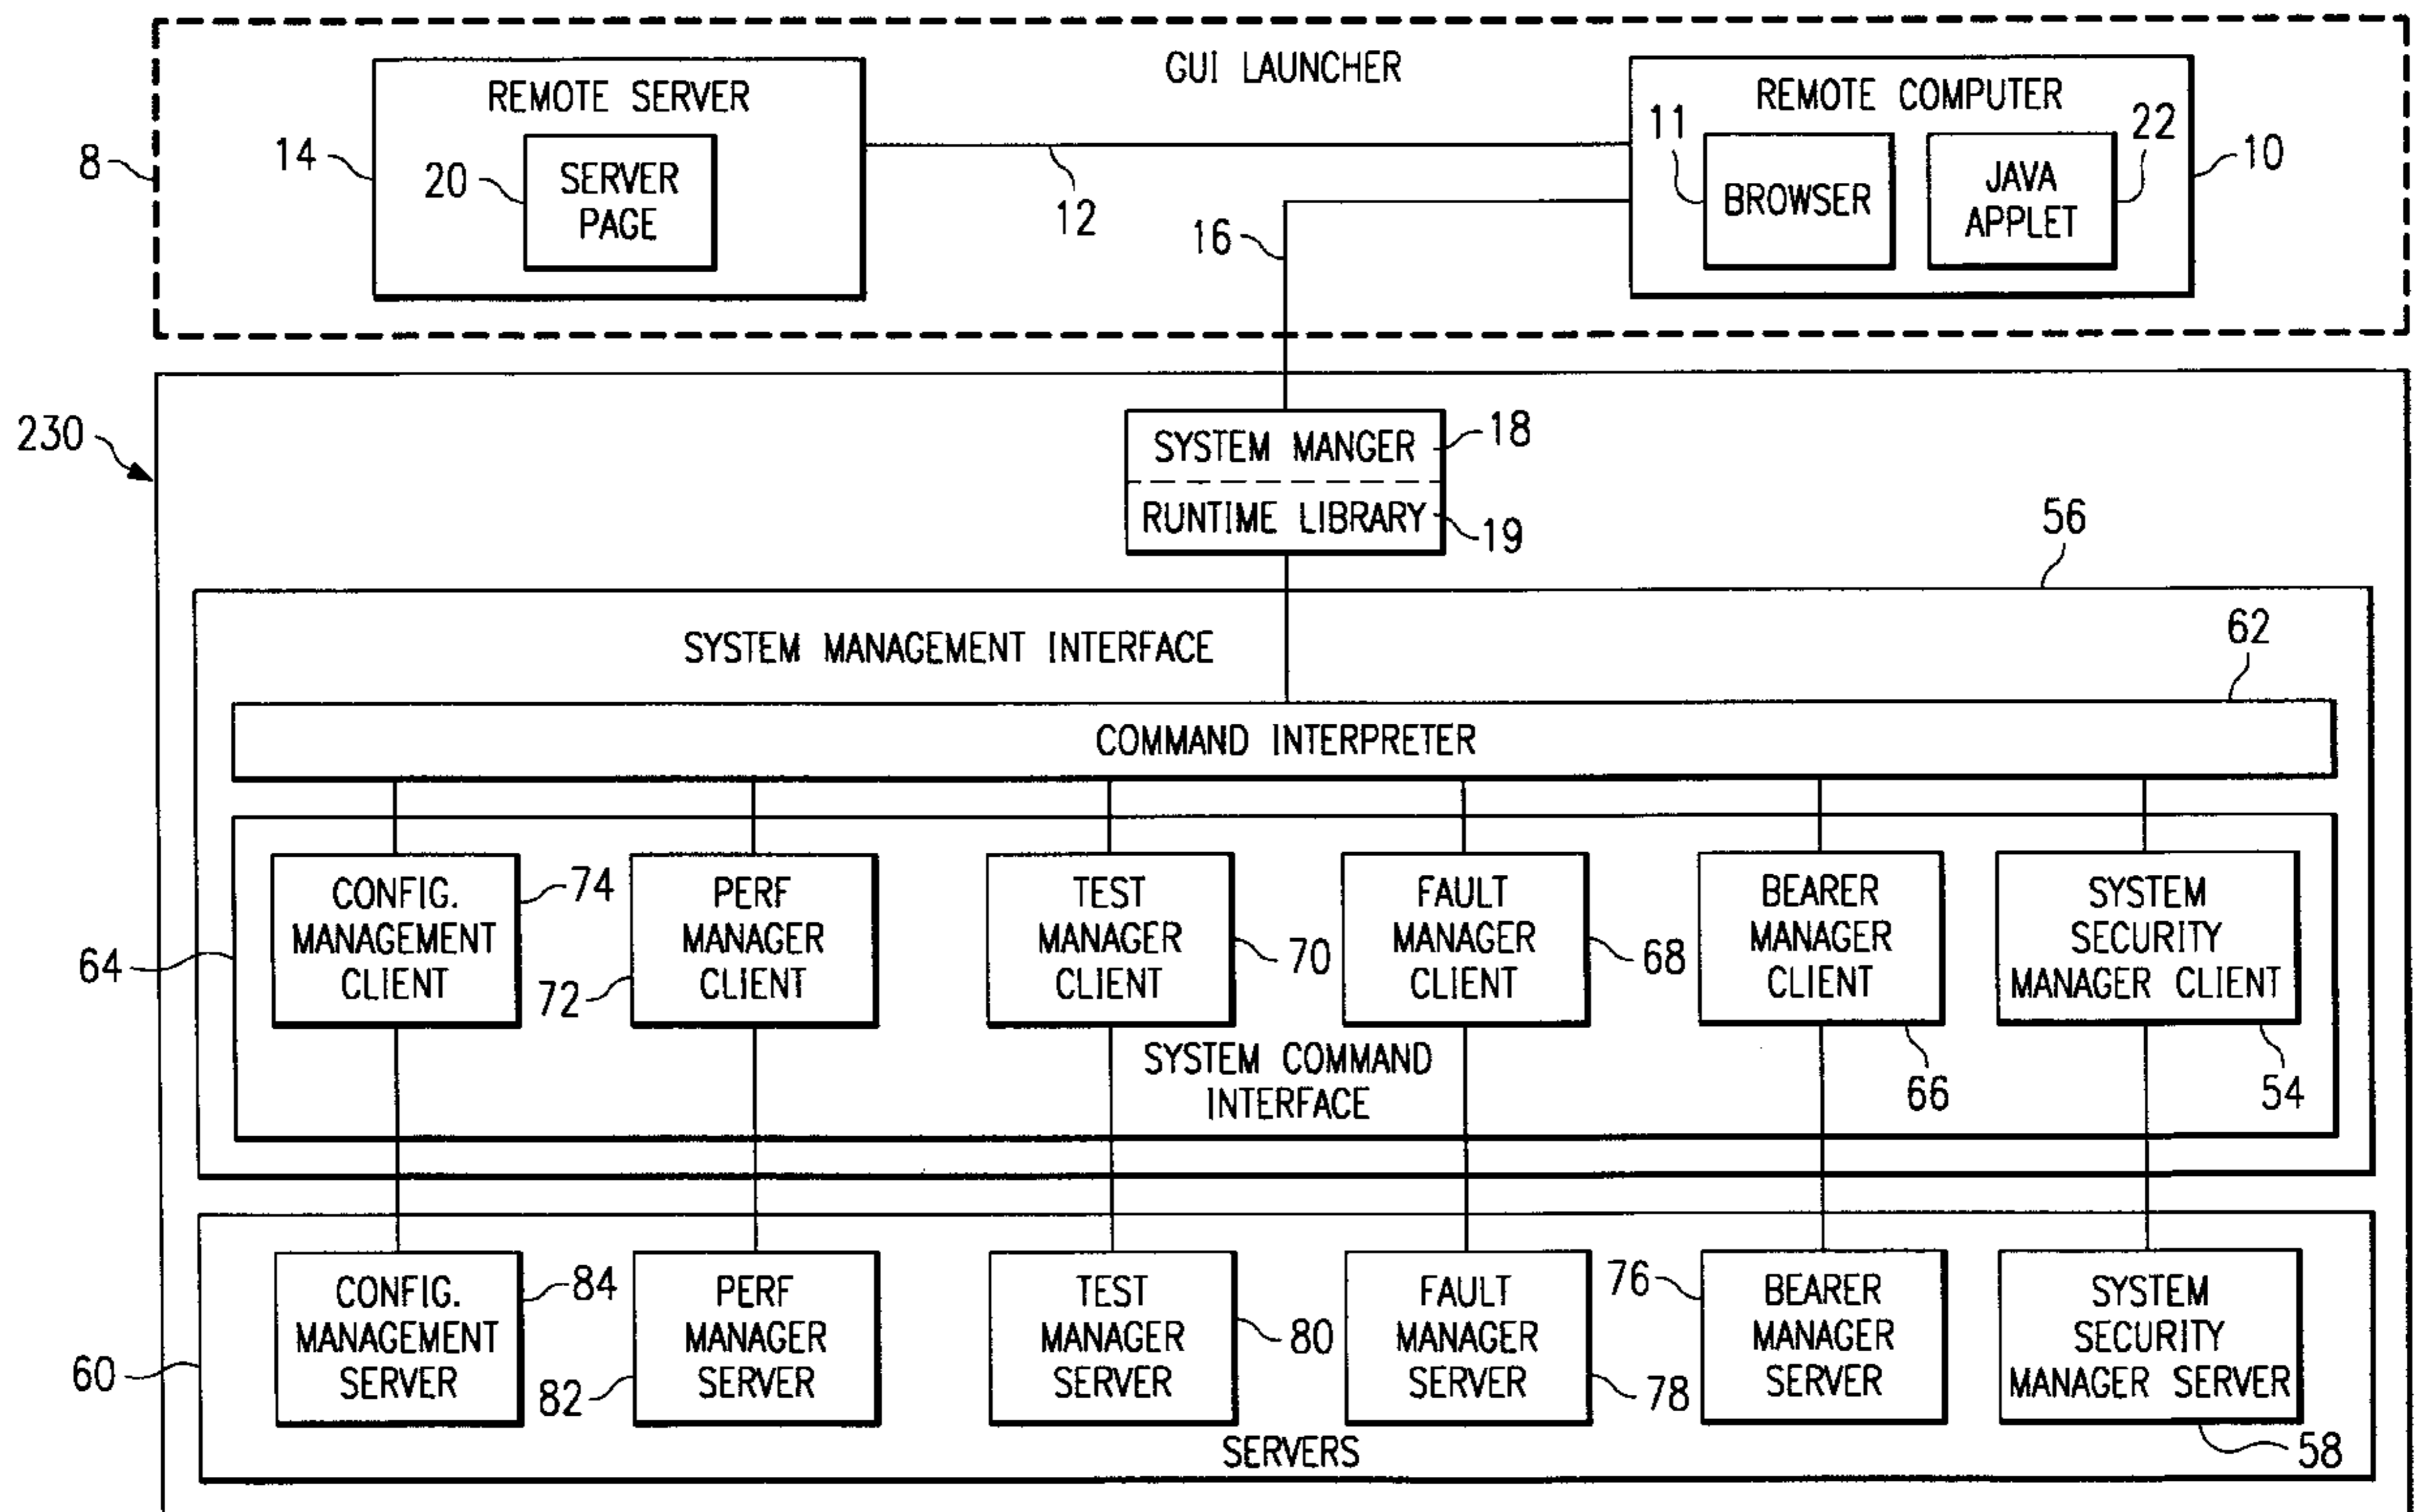 GUI LAUNCHER
REMOTE SERVER
REMOTE COMPUTER
8
14
20
SERVER
PAGE
12
16
11
BROWSER
JAVA
APPLET
22
10
230
SYSTEM MANGER
18
RUNTIME LIBRARY
19
56
SYSTEM MANAGEMENT INTERFACE
62
COMMAND INTERPRETER
64
CONFIG.
MANAGEMENT
CLIENT
74
PERF
MANAGER
CLIENT
72
TEST
MANAGER
CLIENT
70
FAULT
MANAGER
CLIENT
68
BEARER
MANAGER
CLIENT
66
SYSTEM
SECURITY
MANAGER CLIENT
54
SYSTEM COMMAND
INTERFACE
60
CONFIG.
MANAGEMENT
SERVER
84
PERF
MANAGER
SERVER
82
TEST
MANAGER
SERVER
80
FAULT
MANAGER
SERVER
78
76
BEARER
MANAGER
SERVER
SYSTEM
SECURITY
MANAGER SERVER
58
SERVERS